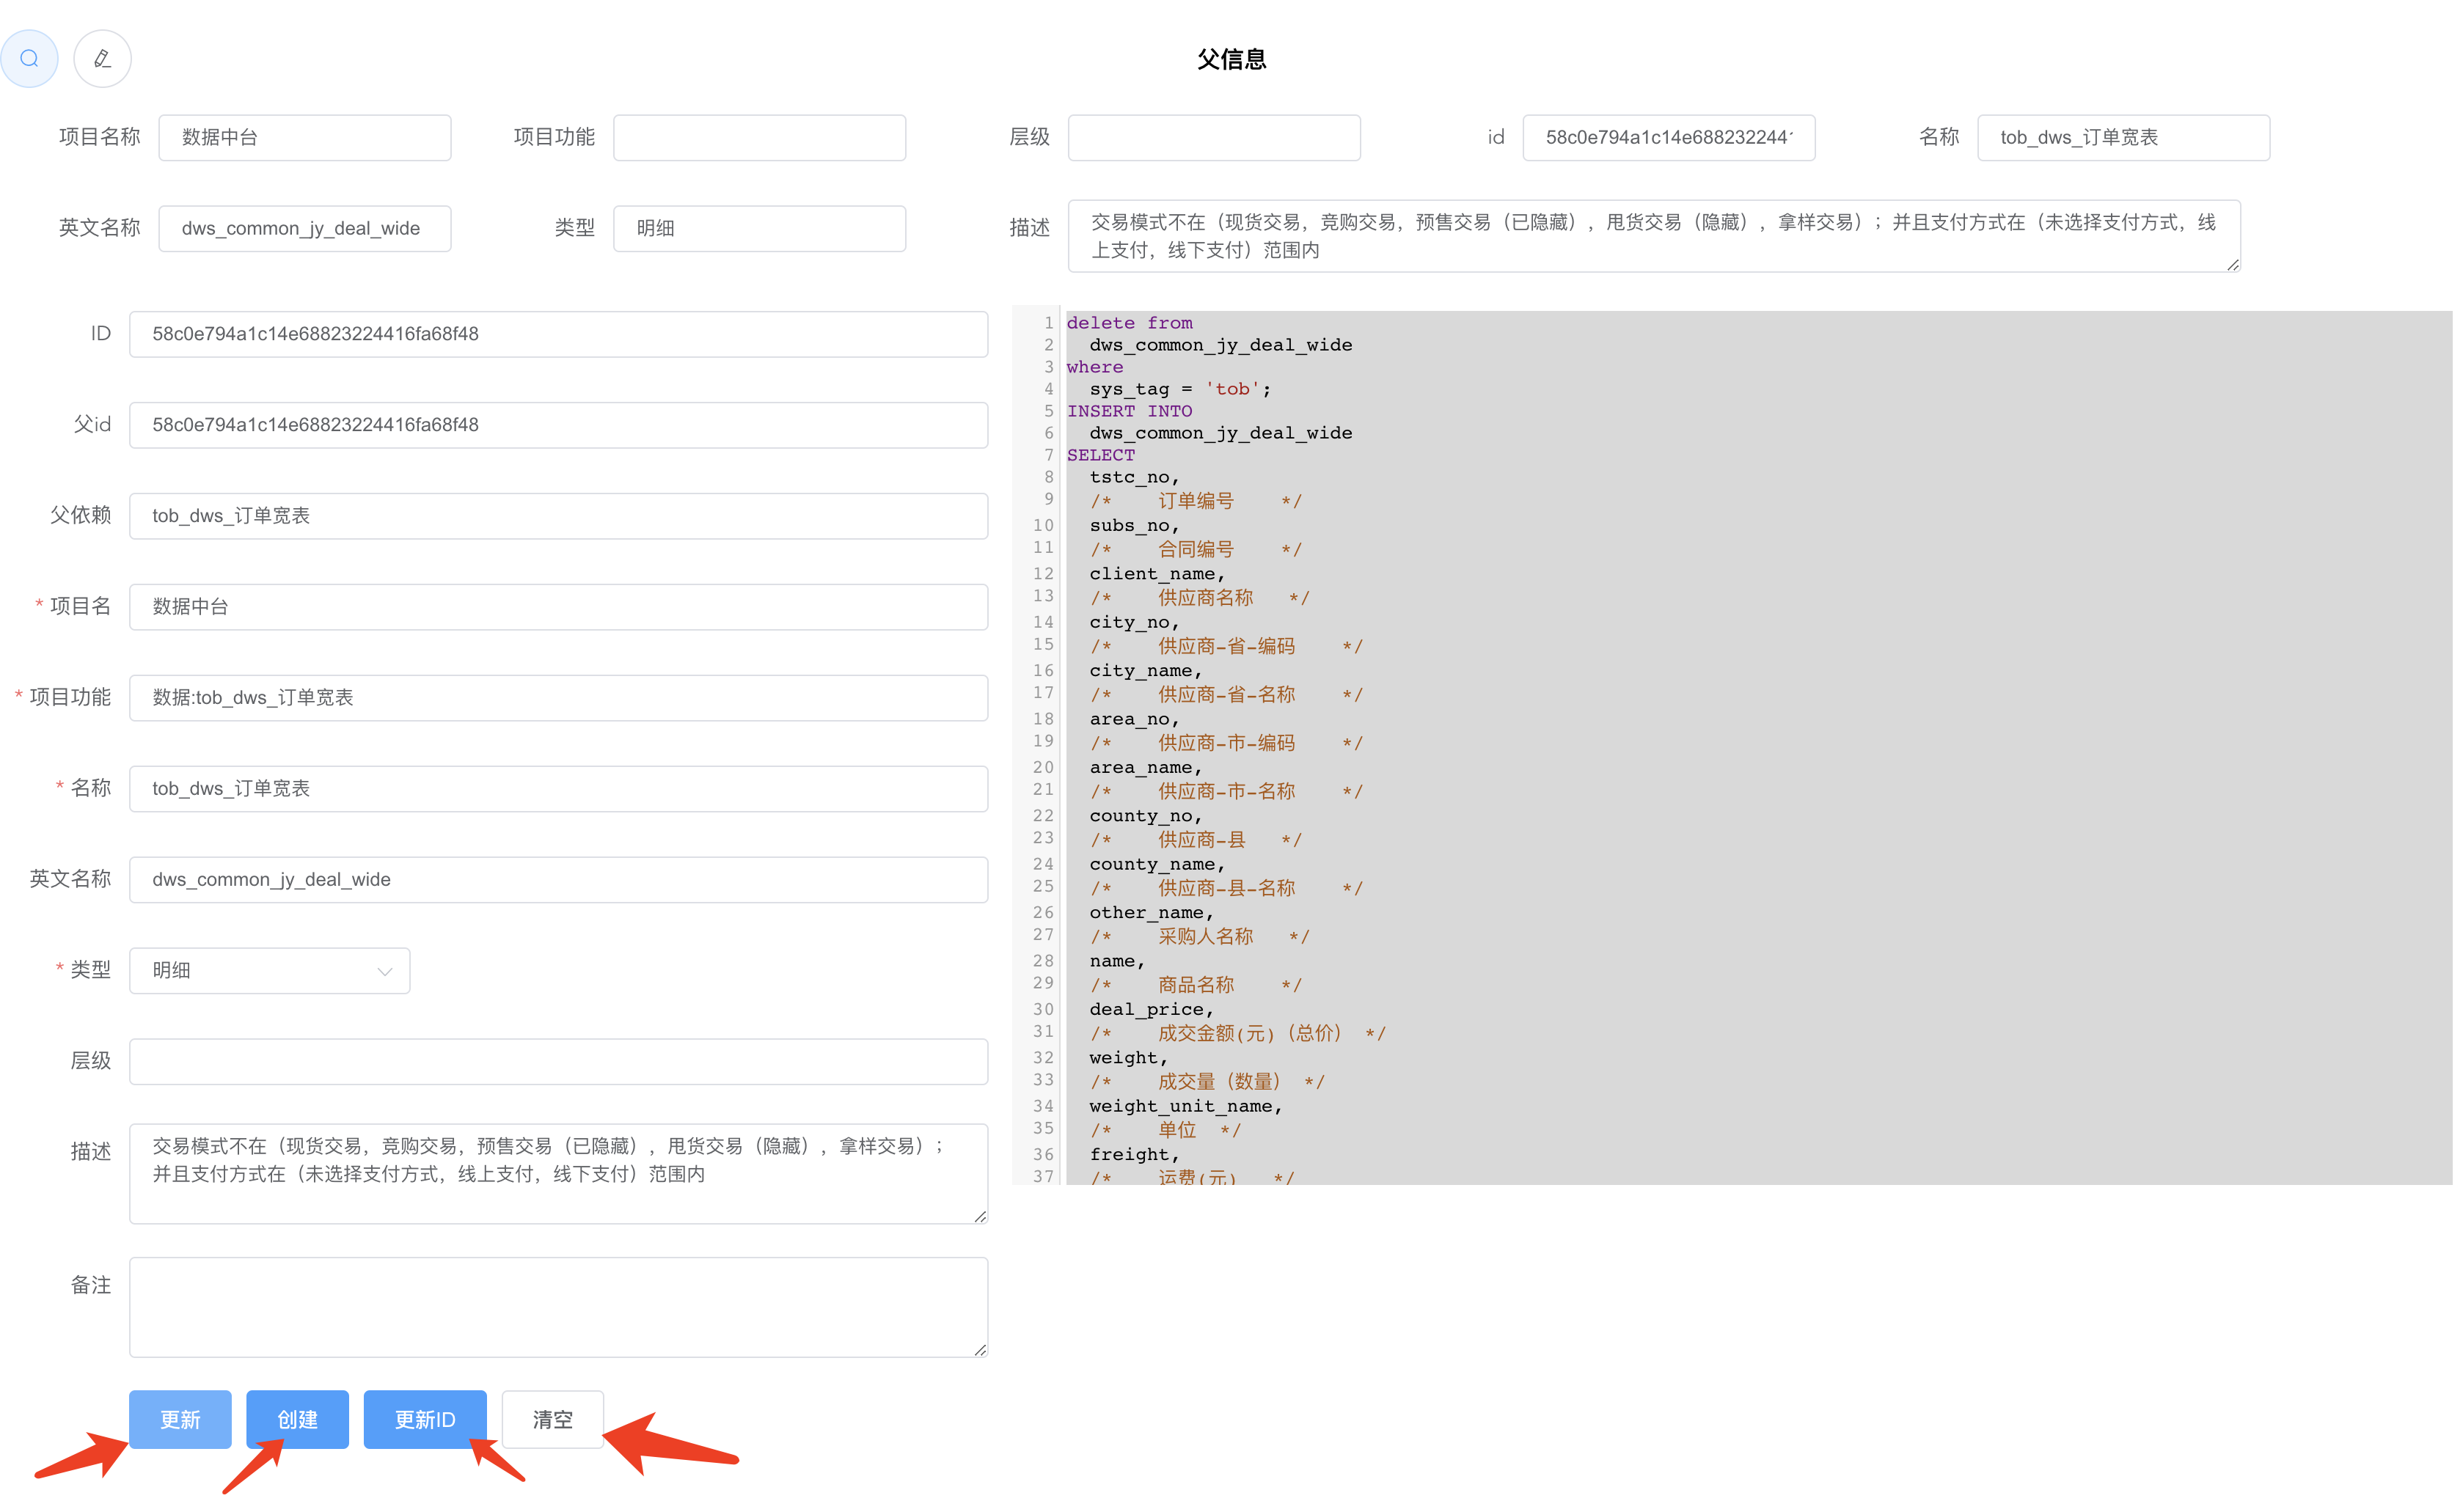 父信息
项目名称 数据中台 项目功能 层级 id 58c0e794a1c14e688232244 名称 tob_dws_订单宽表
英文名称 dws_common_jy_deal_wide 类型 明细 描述 交易模式不在（现货交易，竞购交易，预售交易（已隐藏），甩货交易（隐藏），拿样交易）；并且支付方式在（未选择支付方式，线
上支付，线下支付）范围内
ID 58c0e794a1c14e68823224416fa68f48
父id 58c0e794a1c14e68823224416fa68f48
父依赖 tob_dws_订单宽表
* 项目名 数据中台
* 项目功能 数据:tob_dws_订单宽表
* 名称 tob_dws_订单宽表
英文名称 dws_common_jy_deal_wide
* 类型 明细
层级
描述 交易模式不在（现货交易，竞购交易，预售交易（已隐藏），甩货交易（隐藏），拿样交易）；
并且支付方式在（未选择支付方式，线上支付，线下支付）范围内
备注
更新 创建 更新ID 清空
1 delete from
2 dws_common_jy_deal_wide
3 where
4 sys_tag = 'tob';
5 INSERT INTO
6 dws_common_jy_deal_wide
7 SELECT
8 tstc_no,
9 /* 订单编号 */
10 subs_no,
11 /* 合同编号 */
12 client_name,
13 /* 供应商名称 */
14 city_no,
15 /* 供应商-省-编码 */
16 city_name,
17 /* 供应商-省-名称 */
18 area_no,
19 /* 供应商-市-编码 */
20 area_name,
21 /* 供应商-市-名称 */
22 county_no,
23 /* 供应商-县 */
24 county_name,
25 /* 供应商-县-名称 */
26 other_name,
27 /* 采购人名称 */
28 name,
29 /* 商品名称 */
30 deal_price,
31 /* 成交金额(元)（总价） */
32 weight,
33 /* 成交量（数量） */
34 weight_unit_name,
35 /* 单位 */
36 freight,
37 /* 运费(元) */